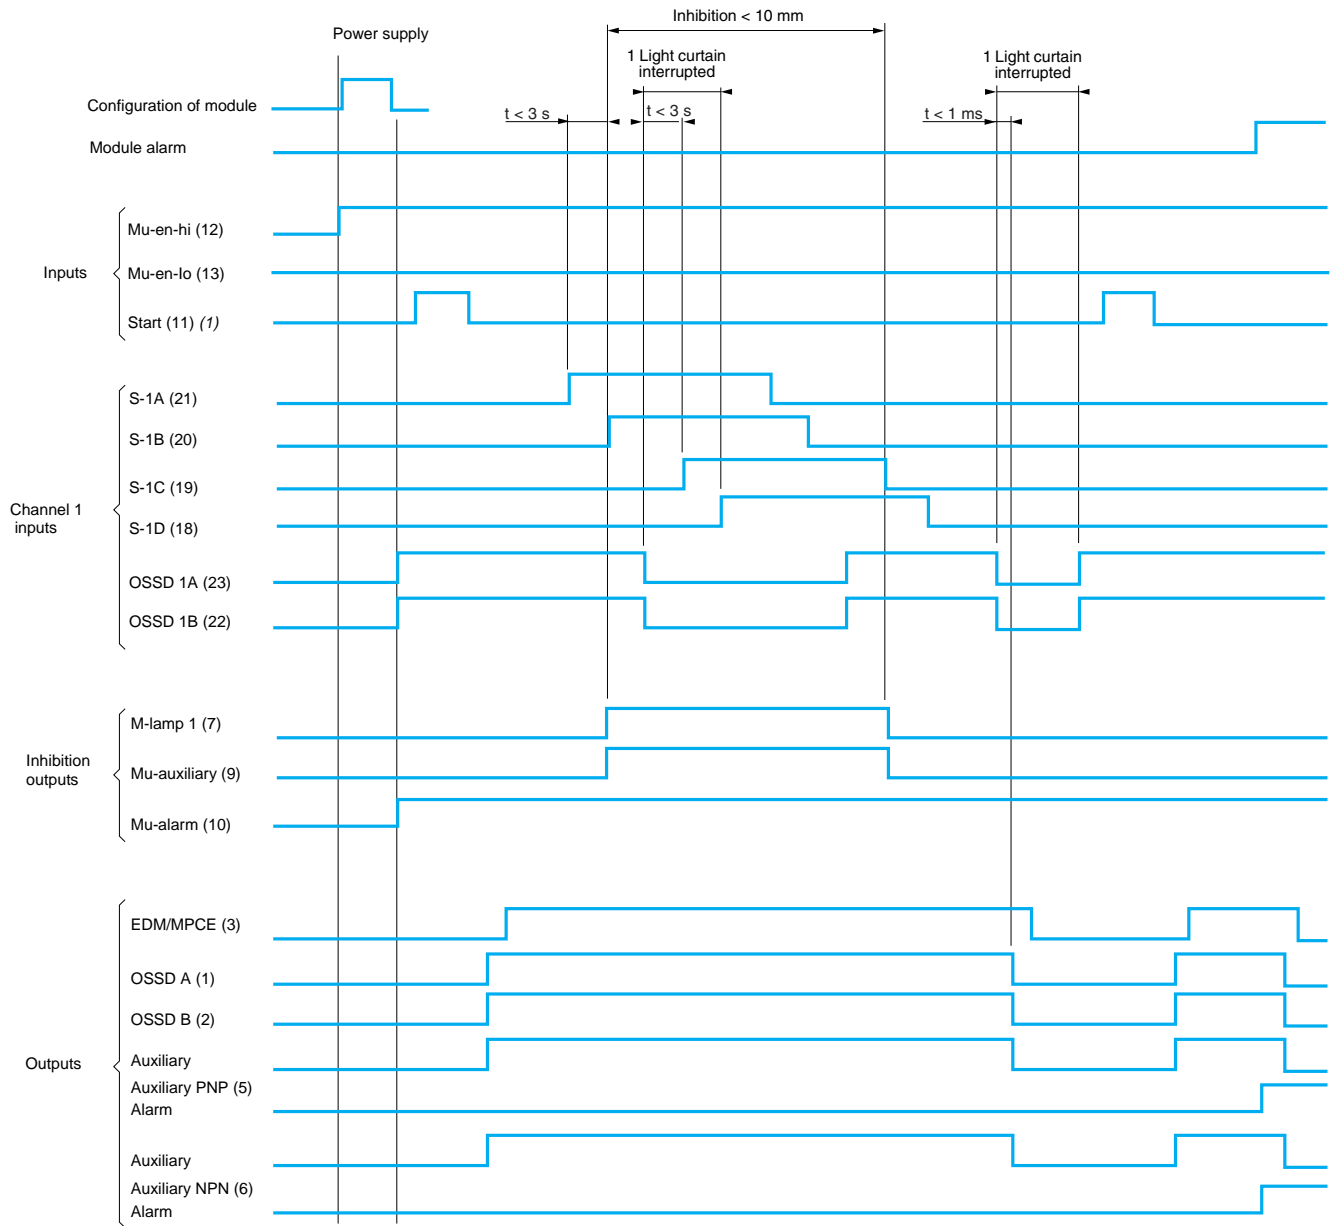 Inhibition < 10 mm
Power supply
1 Light curtain
interrupted
1 Light curtain
interrupted
Configuration of module
t < 3 s
t < 3 s
t < 1 ms
Module alarm
Inputs
Mu-en-hi (12)
Mu-en-lo (13)
Start (11) (1)
Channel 1
inputs
S-1A (21)
S-1B (20)
S-1C (19)
S-1D (18)
OSSD 1A (23)
OSSD 1B (22)
Inhibition
outputs
M-lamp 1 (7)
Mu-auxiliary (9)
Mu-alarm (10)
Outputs
EDM/MPCE (3)
OSSD A (1)
OSSD B (2)
Auxiliary
Auxiliary PNP (5)
Alarm
Auxiliary
Auxiliary NPN (6)
Alarm